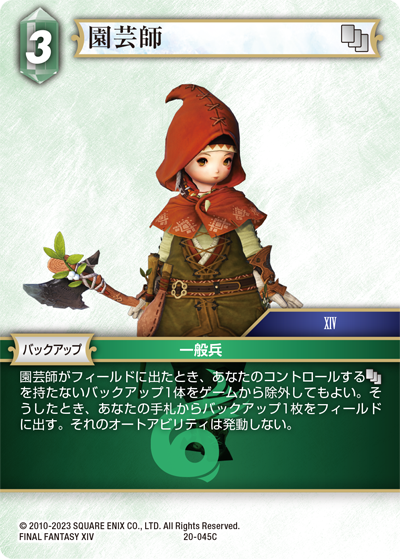 3
園芸師
XIV
バックアップ
一般兵
園芸師がフィールドに出たとき、あなたのコントロールする
を持たないバックアップ1体をゲームから除外してもよい。そ
うしたとき、あなたの手札からバックアップ1枚をフィールド
に出す。それのオートアビリティは発動しない。
© 2010-2023 SQUARE ENIX CO., LTD. All Rights Reserved.
FINAL FANTASY XIV
20-045C